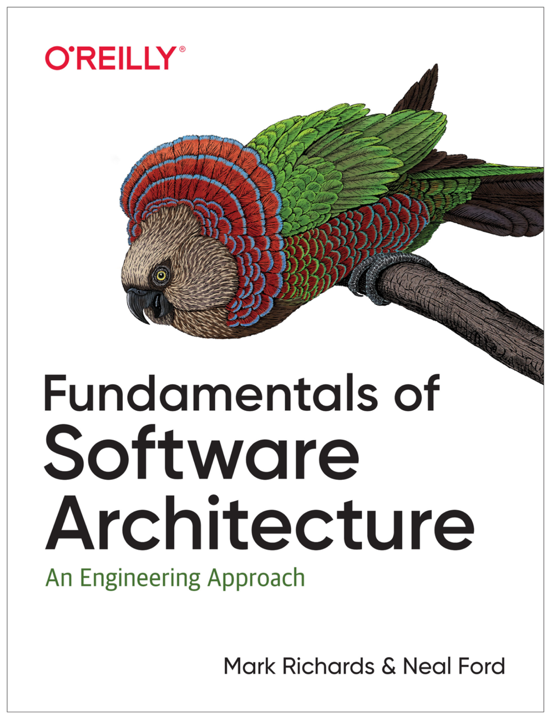 O'REILLY®
Fundamentals of
Software
Architecture
An Engineering Approach
Mark Richards & Neal Ford